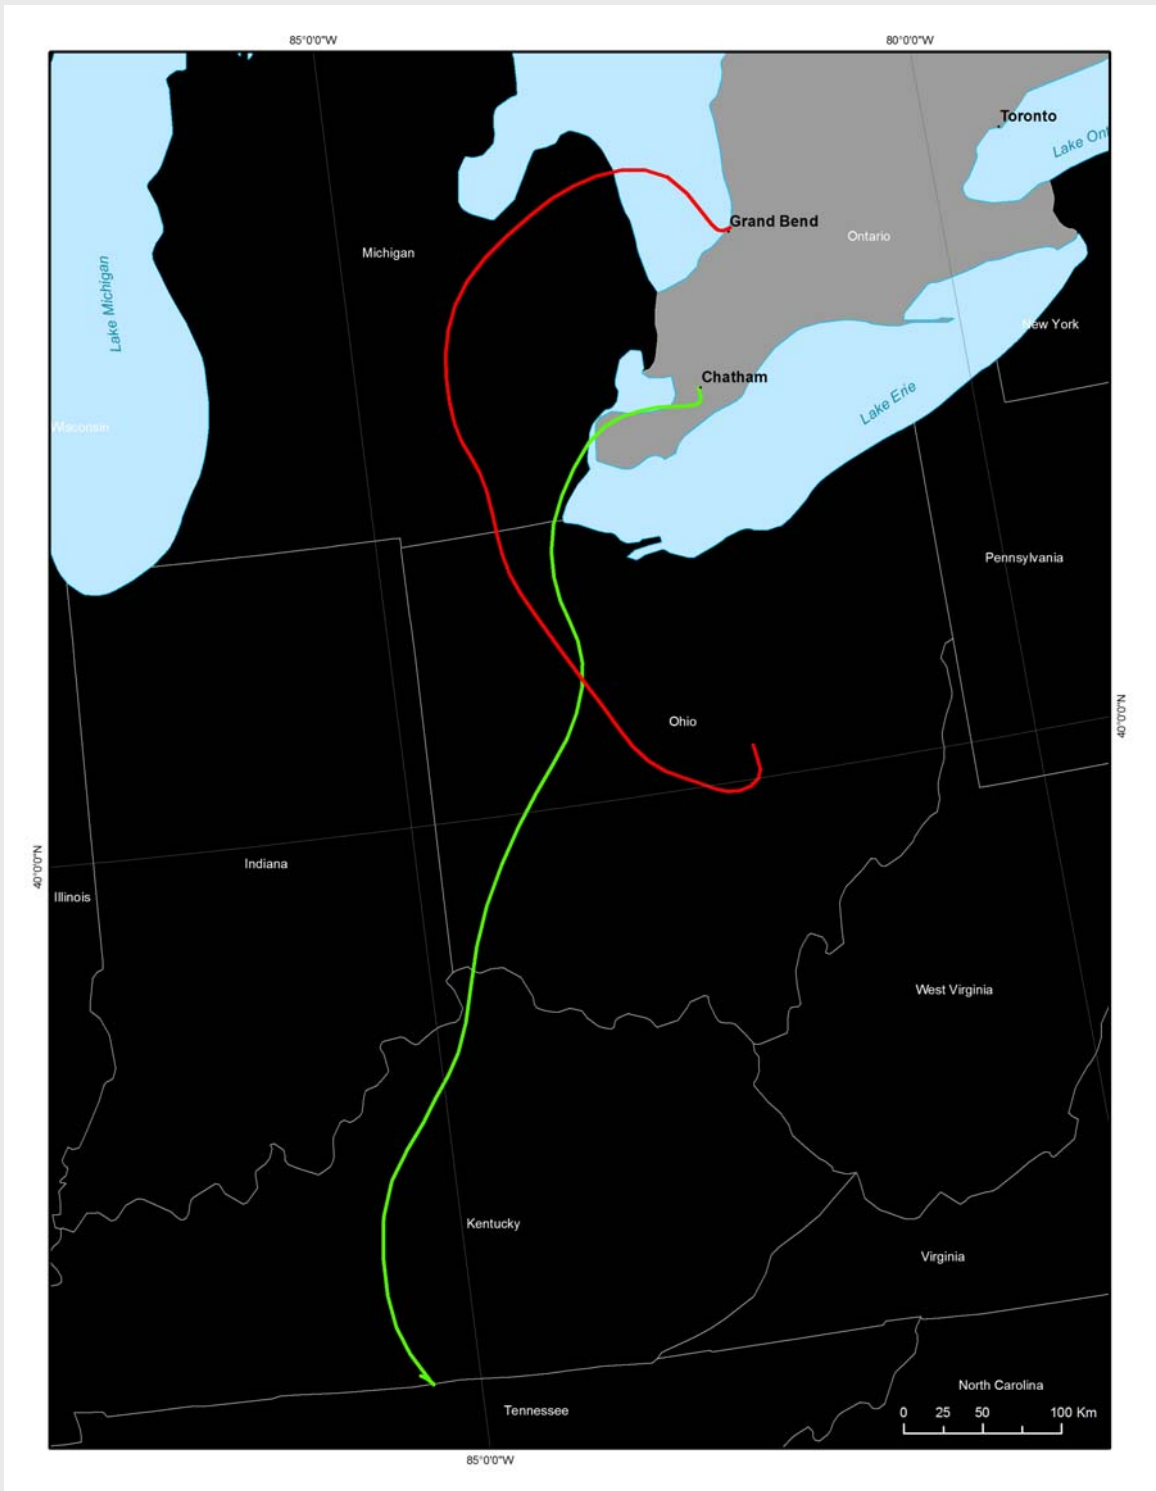 85°0'0"W
80°0'0"W
Toronto
Lake Ont
Grand Bend
Ontario
Michigan
Lake Michigan
New York
Chatham
Lake Erie
Wisconsin
Pennsylvania
40°0'0"N
Ohio
40°0'0"N
Indiana
Illinois
West Virginia
Kentucky
Virginia
North Carolina
Tennessee
0 25 50 100 Km
85°0'0"W